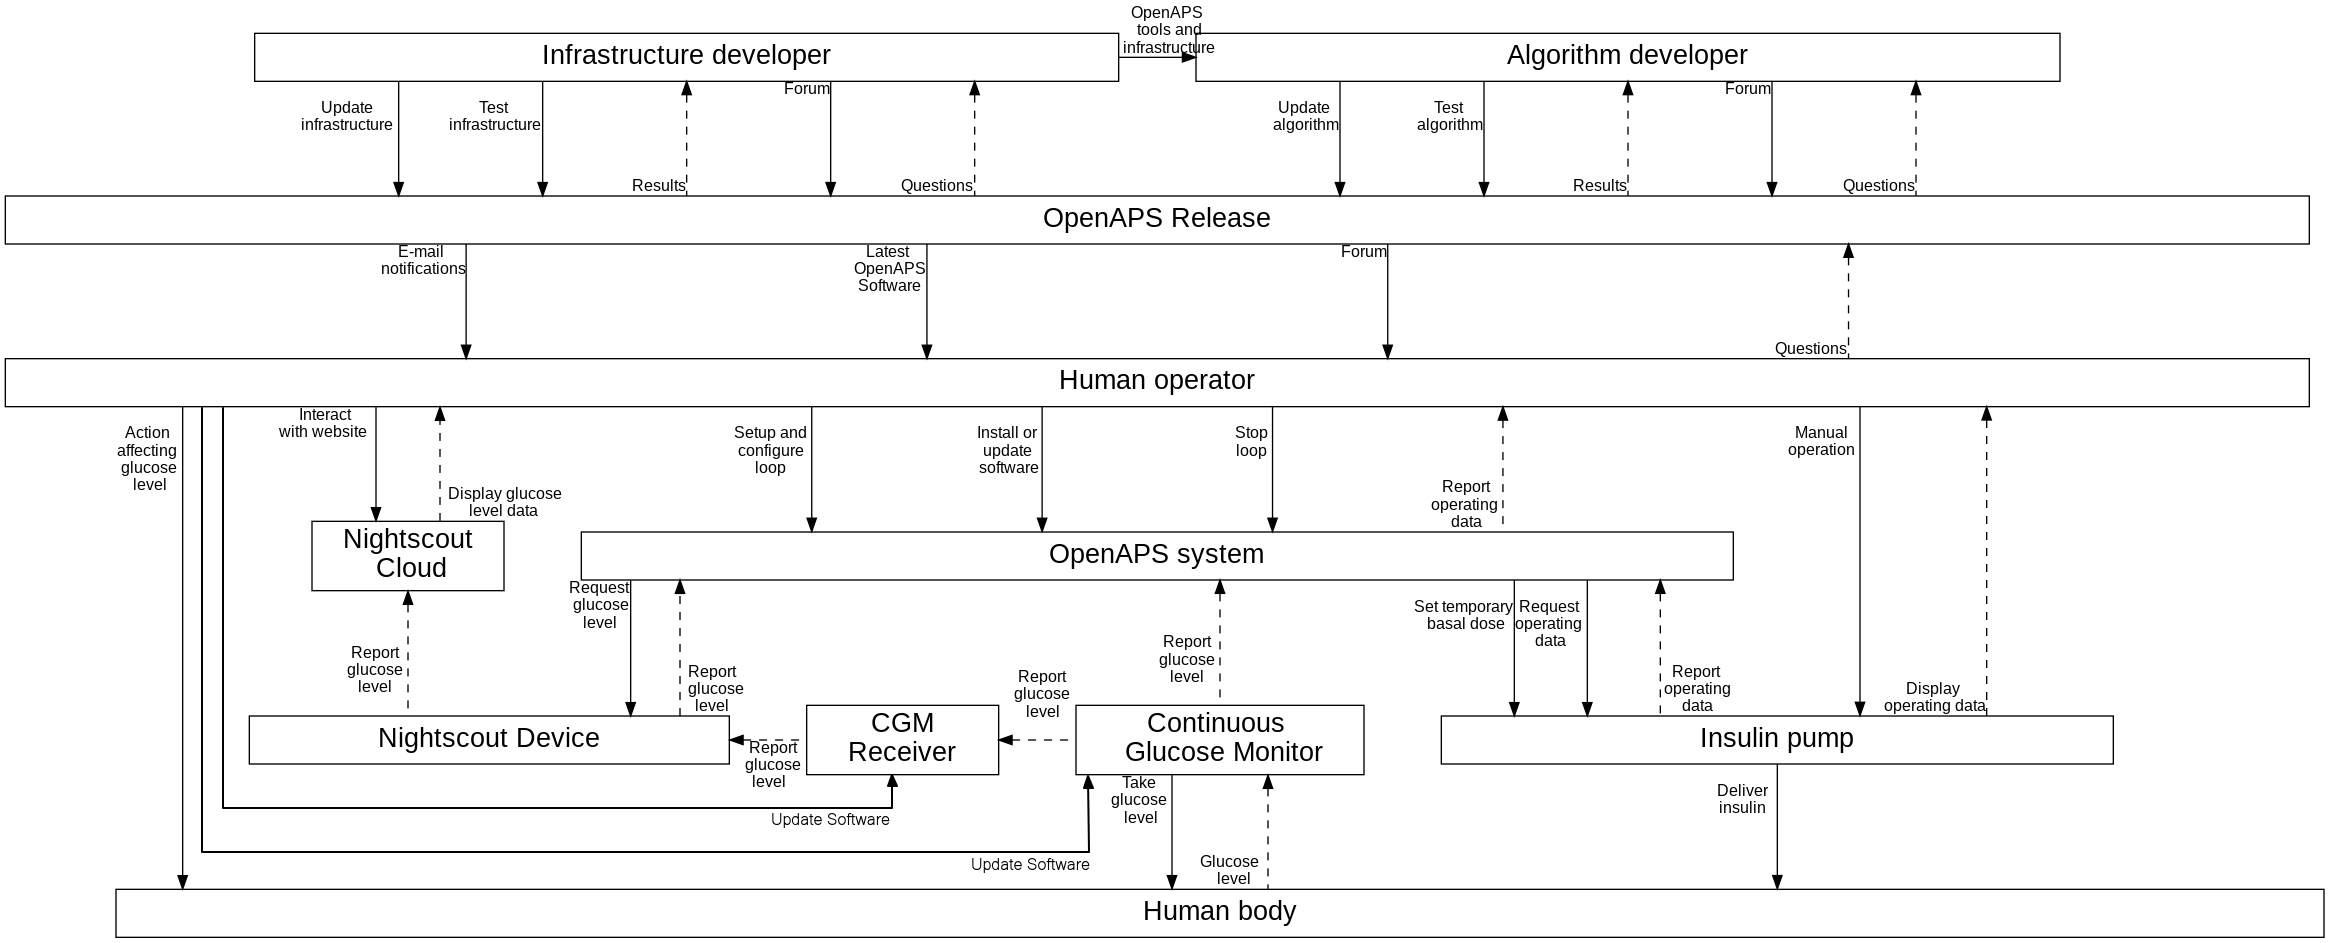 OpenAPS
tools and
infrastructure
Infrastructure developer
Algorithm developer
Update
infrastructure
Test
infrastructure
Results
Forum
Questions
Update
algorithm
Test
algorithm
Results
Forum
Questions
OpenAPS Release
E-mail
notifications
Latest
OpenAPS
Software
Forum
Questions
Human operator
Action
affecting
glucose
level
Interact
with website
Display glucose
level data
Setup and
configure
loop
Install or
update
software
Stop
loop
Report
operating
data
Manual
operation
Nightscout
Cloud
OpenAPS system
Request
glucose
level
Report
glucose
level
Report
glucose
level
Report
glucose
level
Report
glucose
level
Set temporary
basal dose
Request
operating
data
Report
operating
data
Display
operating data
Nightscout Device
Report
glucose
level
CGM
Receiver
Continuous
Glucose Monitor
Insulin pump
Update Software
Update Software
Take
glucose
level
Glucose
level
Deliver
insulin
Human body